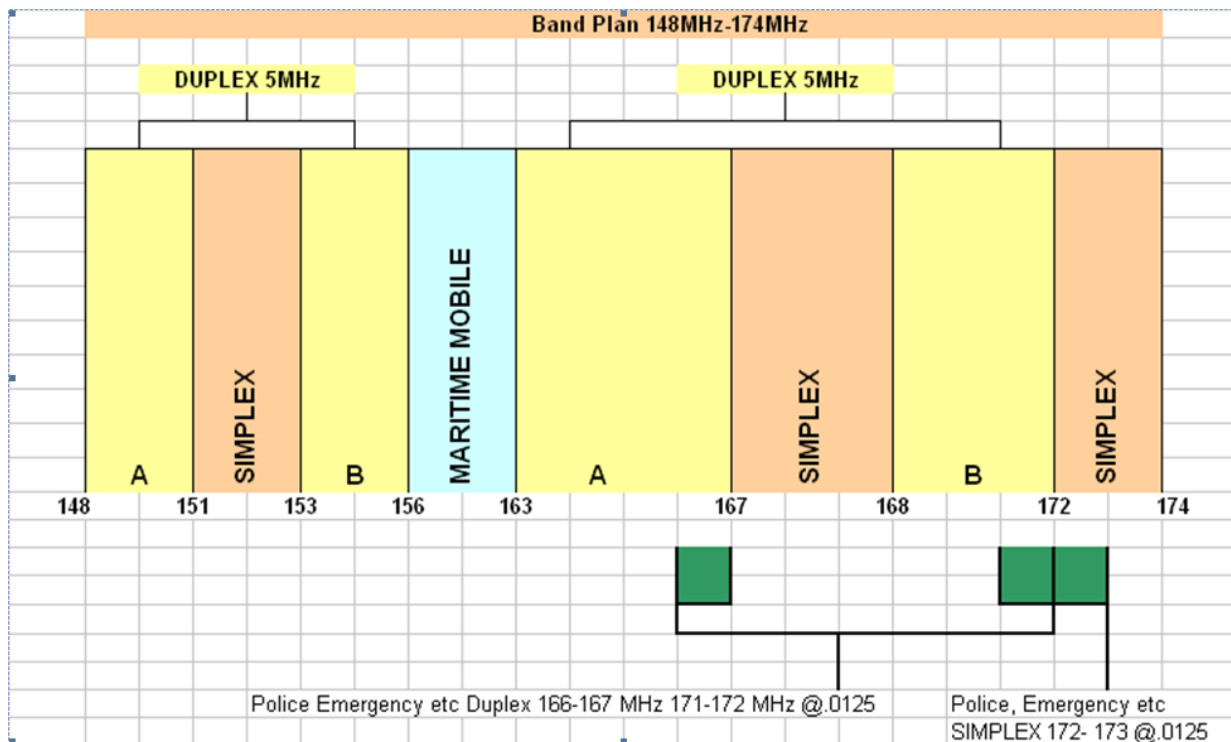 Band Plan 148MHz-174MHz
DUPLEX 5MHz
DUPLEX 5MHz
A
SIMPLEX
B
MARITIME MOBILE
A
SIMPLEX
B
SIMPLEX
148 151 153 156 163 167 168 172 174
Police Emergency etc Duplex 166-167 MHz 171-172 MHz @.0125
Police, Emergency etc
SIMPLEX 172- 173 @.0125